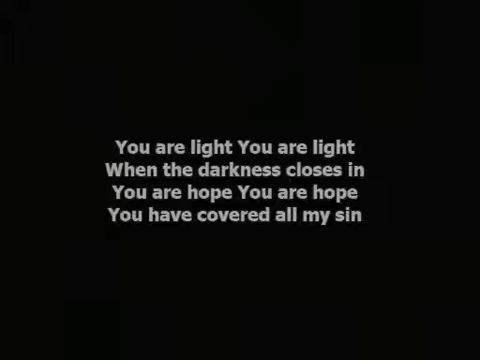 You are light You are light
When the darkness closes in
You are hope You are hope
You have covered all my sin